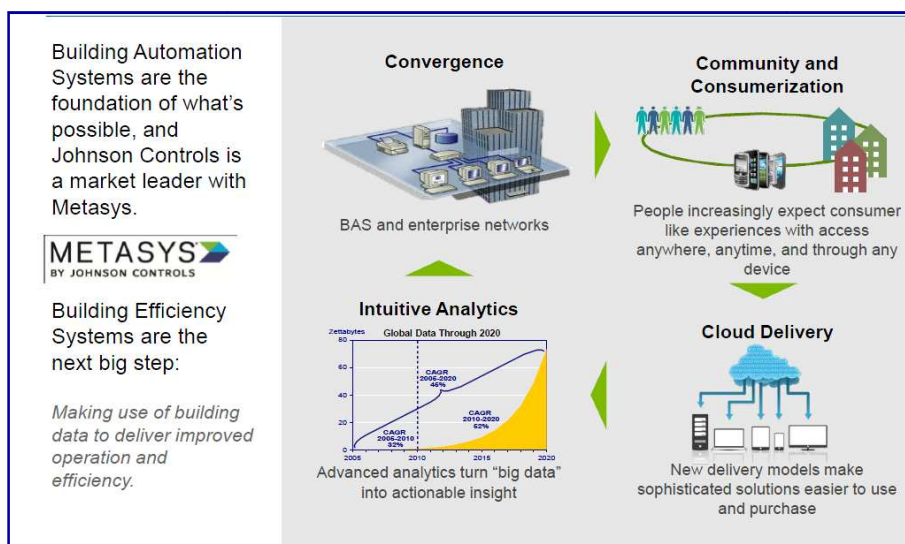 Building Automation
Systems are the
foundation of what's
possible, and
Johnson Controls is
a market leader with
Metasys.
METASYS
BY JOHNSON CONTROLS
Building Efficiency
Systems are the
next big step:
Making use of building
data to deliver improved
operation and
efficiency.
Convergence
BAS and enterprise networks
Community and
Consumerization
People increasingly expect consumer
like experiences with access
anywhere, anytime, and through any
device
Intuitive Analytics
Zettabytes
Global Data Through 2020
80
60
40
20
0
CAGR
2005-2020
45%
CAGR
2005-2010
32%
CAGR
2010-2020
52%
2005
2010
2015
2020
Advanced analytics turn “big data”
into actionable insight
Cloud Delivery
New delivery models make
sophisticated solutions easier to use
and purchase